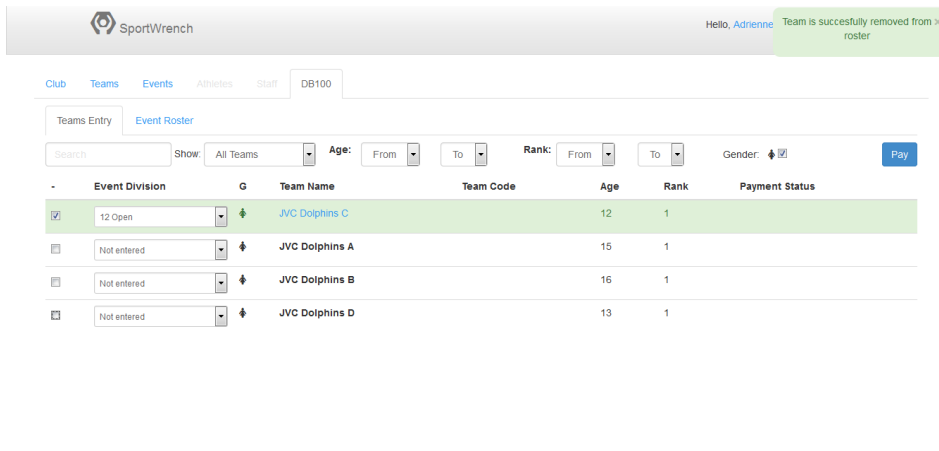 SportWrench
Hello, Adrienne
Team is succesfully removed from ×
roster
Club Teams Events Athletes Staff DB100
Teams Entry Event Roster
Search Show: All Teams Age: From To Rank: From To Gender: Pay
- Event Division G Team Name Team Code Age Rank Payment Status
12 Open JVC Dolphins C 12 1
Not entered JVC Dolphins A 15 1
Not entered JVC Dolphins B 16 1
Not entered JVC Dolphins D 13 1